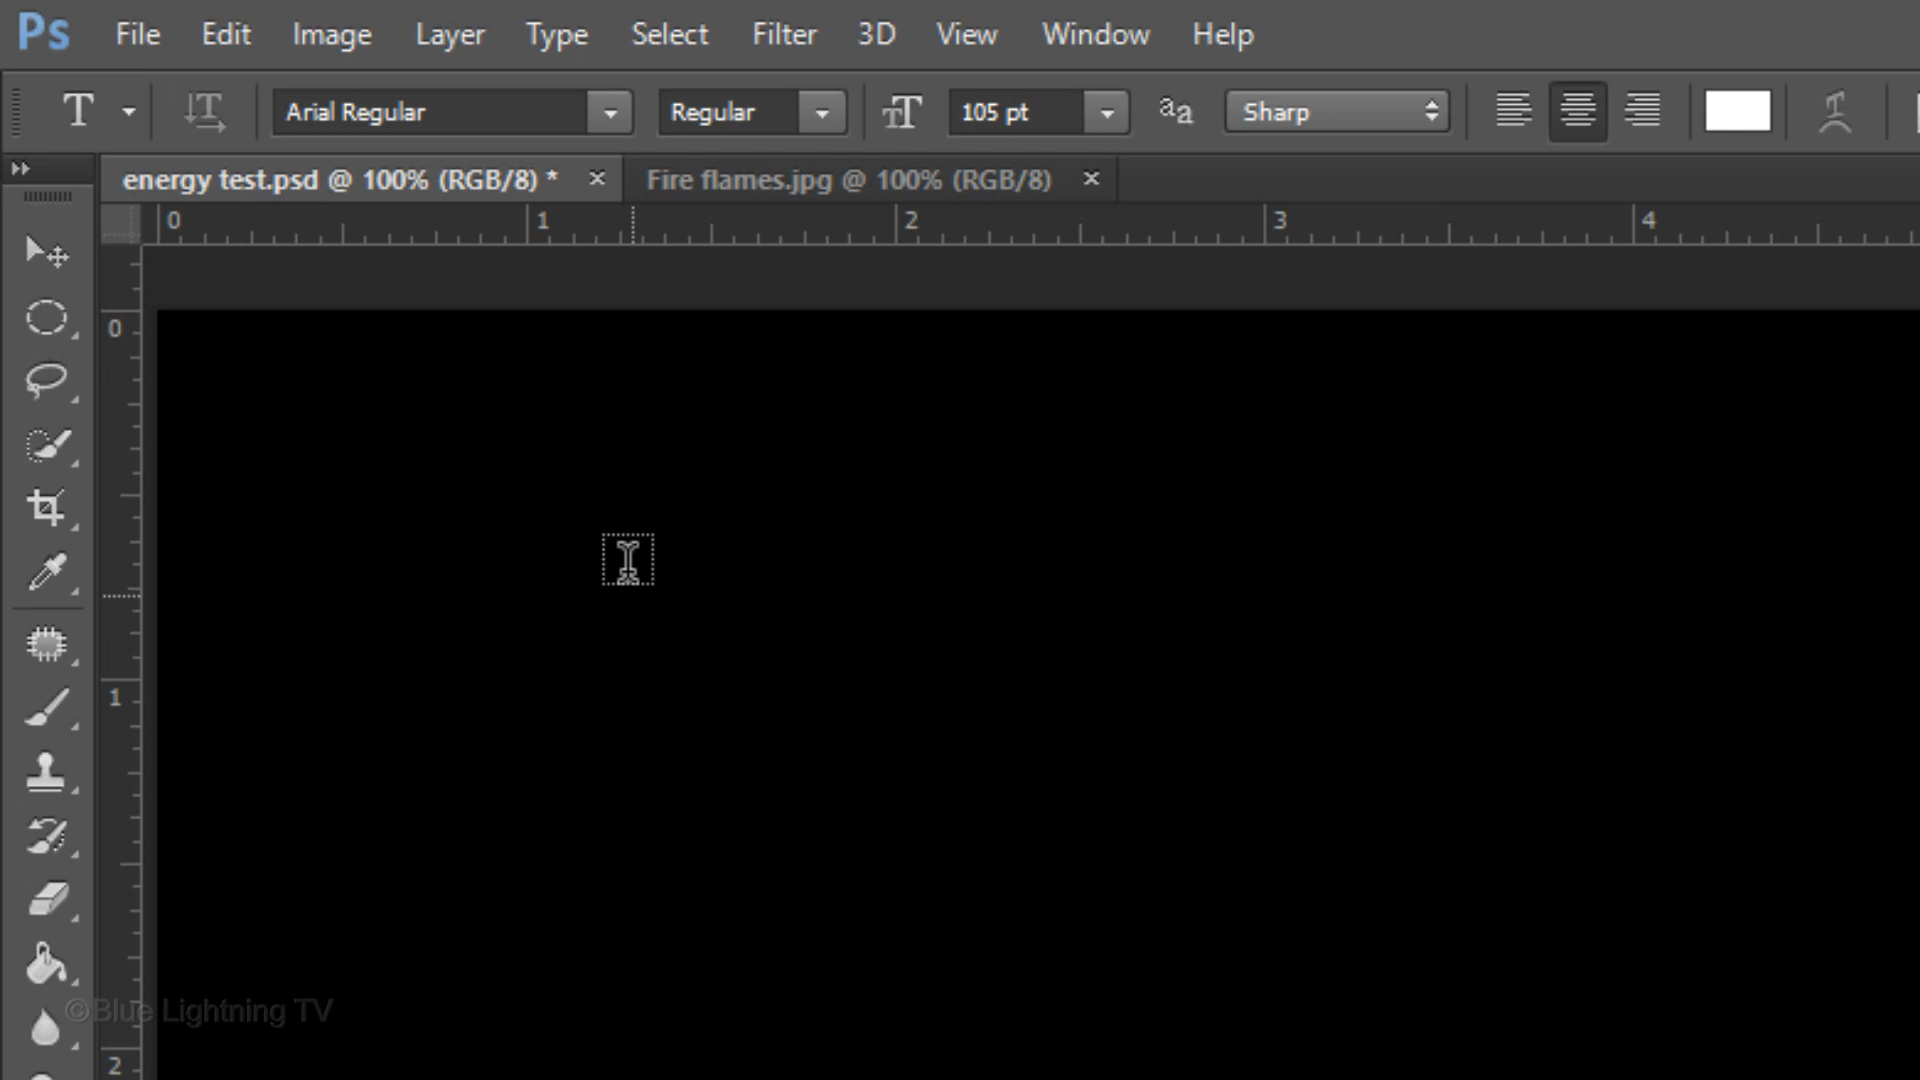 Ps File Edit Image Layer Type Select Filter 3D View Window Help
T T Arial Regular Regular TT 105 pt aa Sharp
energy test.psd @ 100% (RGB/8) * × Fire flames.jpg @ 100% (RGB/8) ×
0 1 2 3 4
0
1
©Blue Lightning TV
2